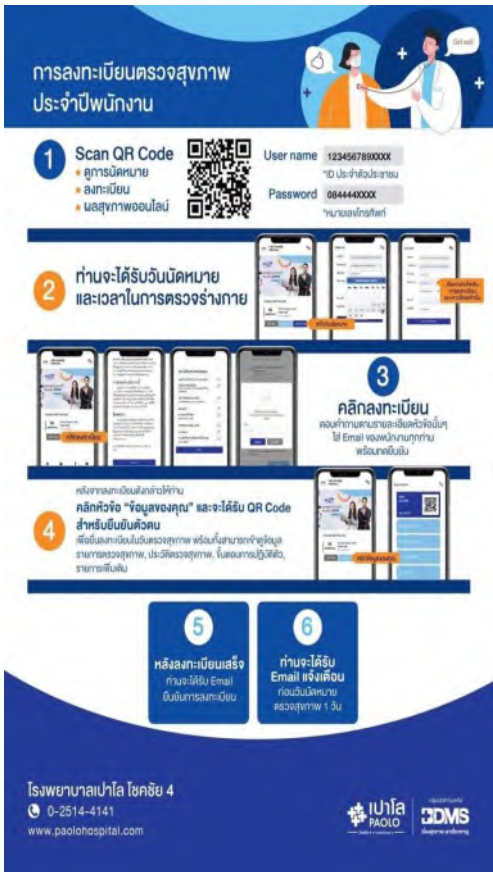 การลงทะเบียนตรวจสุขภาพ
ประจำปีพนักงาน
Get well
1
Scan QR Code
• ดูการนัดหมาย
• ลงทะเบียน
• ผลสุขภาพออนไลน์
User name 123456789XXXX
*ID ประจำตัวประชาชน
Password 084444XXXX
*หมายเลขโทรศัพท์
2
ท่านจะได้รับวันนัดหมาย
และเวลาในการตรวจร่างกาย
3
คลิกลงทะเบียน
ตอบคำถามตามรายละเอียดหัวข้อนั้นๆ
ใส่ Email ของพนักงานทุกท่าน
พร้อมกดยืนยัน
คลิกลงทะเบียน
4
หลังจากลงทะเบียนดังกล่าวให้ท่าน
คลิกหัวข้อ “ข้อมูลของคุณ” และจะได้รับ QR Code
สำหรับยืนยันตัวตน
เพื่อยื่นลงทะเบียนในวันตรวจสุขภาพ พร้อมทั้งสามารถเข้าดูข้อมูล
รายการตรวจสุขภาพ, ประวัติตรวจสุขภาพ, ขั้นตอนการปฏิบัติตัว,
รายการเพิ่มเติม
5
หลังลงทะเบียนเสร็จ
ท่านจะได้รับ Email
ยืนยันการลงทะเบียน
6
ท่านจะได้รับ
Email แจ้งเตือน
ก่อนวันนัดหมาย
ตรวจสุขภาพ 1 วัน
โรงพยาบาลเปาโล โชคชัย 4
0-2514-4141
www.paolohospital.com
เปาโล
PAOLO
BDMS